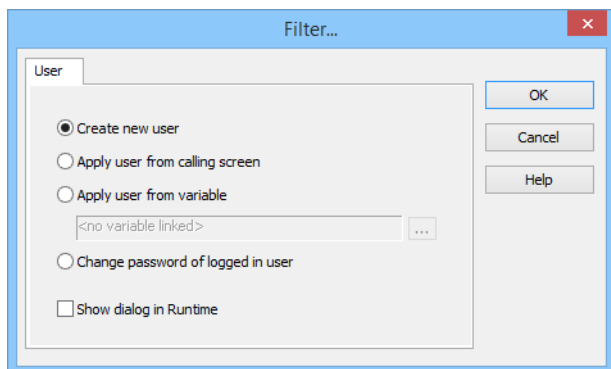 Filter...
User
OK
Create new user
Cancel
Apply user from calling screen
Help
Apply user from variable
<no variable linked>
...
Change password of logged in user
Show dialog in Runtime